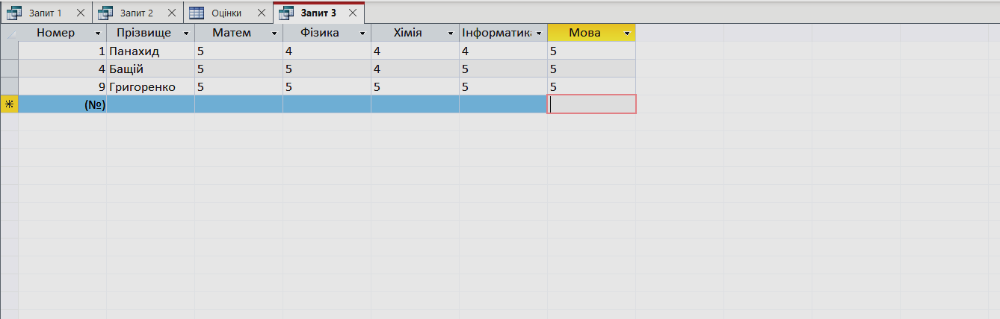 Запит 1 Запит 2 Оцінки Запит 3
Номер Прізвище Матем Фізика Хімія Інформатика Мова
1 Панахид 5 4 4 4 5
4 Бащій 5 5 4 5 5
9 Григоренко 5 5 5 5 5
(№)